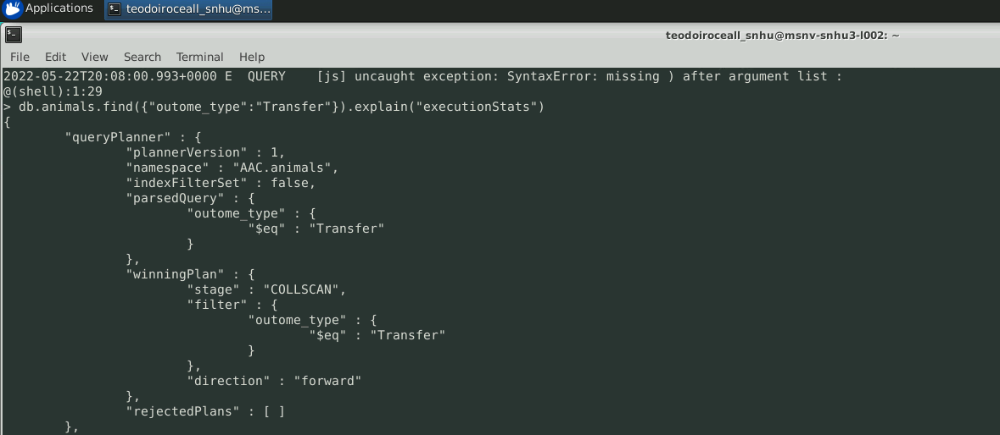 Applications
teodoiroceall_snhu@ms...
teodoiroceall_snhu@msnv-snhu3-l002: ~
File Edit View Search Terminal Help
2022-05-22T20:08:00.993+0000 E  QUERY    [js] uncaught exception: SyntaxError: missing ) after argument list :
@(shell):1:29
> db.animals.find({"outome_type":"Transfer"}).explain("executionStats")
{
        "queryPlanner" : {
                "plannerVersion" : 1,
                "namespace" : "AAC.animals",
                "indexFilterSet" : false,
                "parsedQuery" : {
                        "outome_type" : {
                                "$eq" : "Transfer"
                        }
                },
                "winningPlan" : {
                        "stage" : "COLLSCAN",
                        "filter" : {
                                "outome_type" : {
                                        "$eq" : "Transfer"
                                }
                        },
                        "direction" : "forward"
                },
                "rejectedPlans" : [ ]
        },